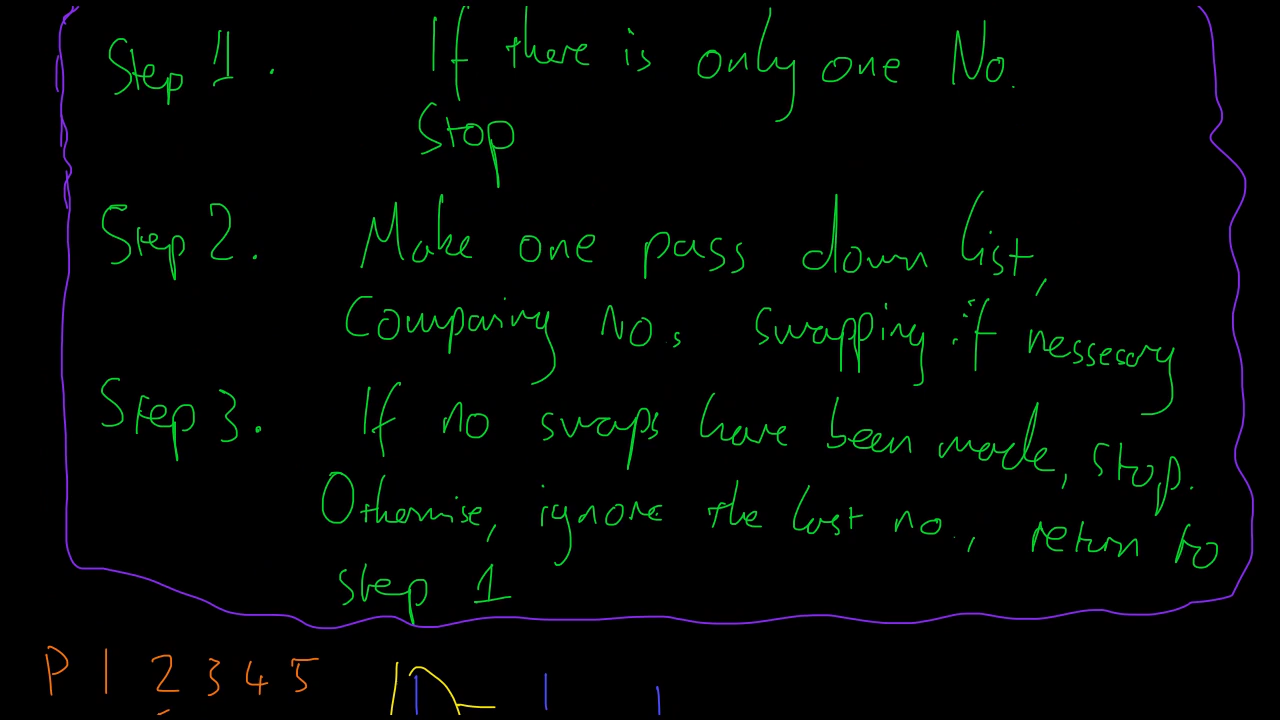 Step 1. If there is only one No.
Stop
Step 2. Make one pass down list,
Comparing No.s swapping if nessesary
Step 3. If no swaps have been made, stop.
Otherwise, ignore the last no., return to
step 1
P 1 2 3 4 5